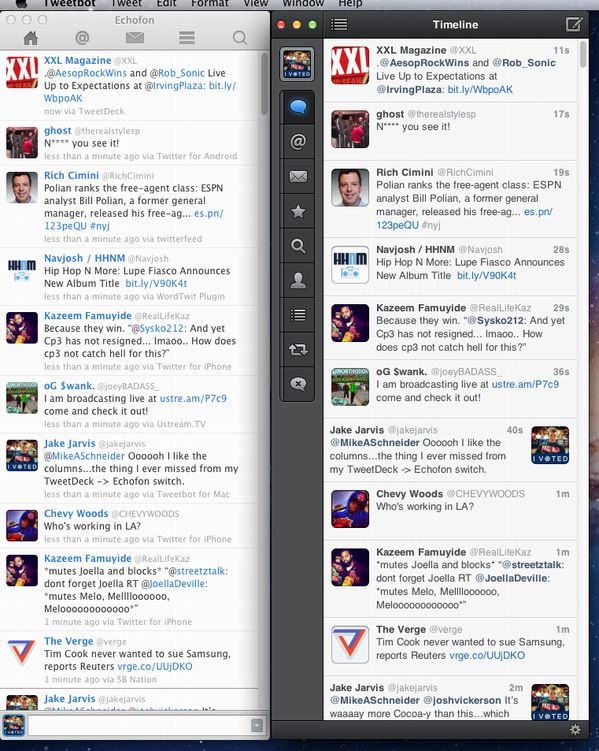 Tweetbot Tweet Edit Format View Window Help
Echofon
XXL Magazine @XXL
.@AesopRockWins and @Rob_Sonic Live
Up to Expectations at @IrvingPlaza: bit.ly/
WbpoAK
now via TweetDeck
ghost @therealstylesp
N**** you see it!
less than a minute ago via Twitter for Android
Rich Cimini @RichCimini
Polian ranks the free-agent class: ESPN
analyst Bill Polian, a former general
manager, released his free-ag... es.pn/
123peQU #nyj
less than a minute ago via twitterfeed
Navjosh / HHNM @Navjosh
Hip Hop N More: Lupe Fiasco Announces
New Album Title bit.ly/V90K4t
less than a minute ago via WordTwit Plugin
Kazeem Famuyide @RealLifeKaz
Because they win. "@Sysko212: And yet
Cp3 has not resigned... lmaoo.. How does
cp3 not catch hell for this?"
less than a minute ago via Twitter for iPhone
oG $wank. @joeyBADASS_
I am broadcasting live at ustre.am/P7c9
come and check it out!
less than a minute ago via Ustream.TV
Jake Jarvis @jakejarvis
@MikeASchneider Oooooh I like the
columns...the thing I ever missed from my
TweetDeck -> Echofon switch.
less than a minute ago via Tweetbot for Mac
Chevy Woods @CHEVYWOODS
Who's working in LA?
less than a minute ago via Twitter for iPhone
Kazeem Famuyide @RealLifeKaz
*mutes Joella and blocks* "@streetztalk:
dont forget Joella RT @JoellaDeville:
*mutes Melo, Melllloooooo,
Melooooooooooo*"
1 minute ago via Twitter for iPhone
The Verge @verge
Tim Cook never wanted to sue Samsung,
reports Reuters vrge.co/UUjDKO
1 minute ago via SB Nation
Jake Jarvis @jakejarvis
@MikeASchneider @joshvickerson It's
Timeline
XXL Magazine @XXL 11s
.@AesopRockWins and @Rob_Sonic
Live Up to Expectations at
@IrvingPlaza: bit.ly/WbpoAK
ghost @therealstylesp 17s
N**** you see it!
Rich Cimini @RichCimini 19s
Polian ranks the free-agent class: ESPN
analyst Bill Polian, a former general
manager, released his free-ag... es.pn/
123peQU #nyj
Navjosh / HHNM @Navjosh 28s
Hip Hop N More: Lupe Fiasco Announces
New Album Title bit.ly/V90K4t
Kazeem Famuyide @RealLifeKaz 29s
Because they win. "@Sysko212: And yet
Cp3 has not resigned... lmaoo.. How
does cp3 not catch hell for this?"
oG $wank. @joeyBADASS_ 36s
I am broadcasting live at ustre.am/P7c9
come and check it out!
Jake Jarvis @jakejarvis 40s
@MikeASchneider Oooooh I like the
columns...the thing I ever missed from my
TweetDeck -> Echofon switch.
Chevy Woods @CHEVYWOODS 1m
Who's working in LA?
Kazeem Famuyide @RealLifeKaz 1m
*mutes Joella and blocks* "@streetztalk:
dont forget Joella RT @JoellaDeville:
*mutes Melo, Melllloooooo,
Melooooooooooo*"
The Verge @verge 1m
Tim Cook never wanted to sue Samsung,
reports Reuters vrge.co/UUjDKO
Jake Jarvis @jakejarvis 2m
@MikeASchneider @joshvickerson It's
waaaay more Cocoa-y than this...which